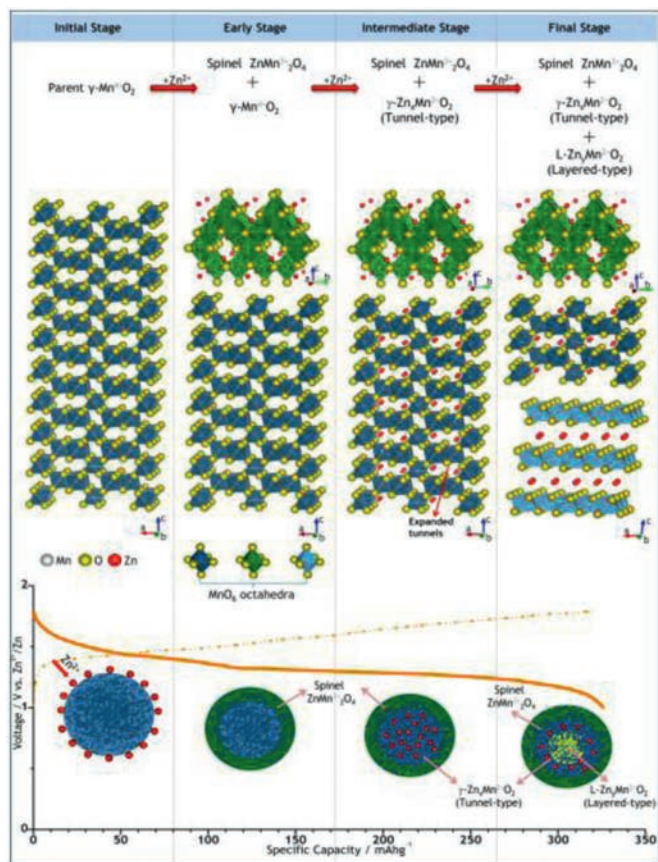 Initial Stage
Early Stage
Intermediate Stage
Final Stage
Parent γ-Mn⁴⁺O₂
+Zn²⁺
Spinel ZnMn³⁺₂O₄
+
γ-Mn⁴⁺O₂
+Zn²⁺
Spinel ZnMn³⁺₂O₄
+
γ-ZnₓMn²⁺O₂
(Tunnel-type)
+Zn²⁺
Spinel ZnMn³⁺₂O₄
+
γ-ZnₓMn²⁺O₂
(Tunnel-type)
+
L-ZnᵧMn²⁺O₂
(Layered-type)
a b c
a b c
a b c
Expanded
tunnels
a b c
a b c
a b c
a b c
Mn O Zn
MnO₆ octahedra
Voltage / V vs. Zn²⁺/Zn
2
1
0
Zn²⁺
Spinel
ZnMn³⁺₂O₄
Spinel
ZnMn³⁺₂O₄
γ-ZnₓMn²⁺O₂
(Tunnel-type)
L-ZnᵧMn²⁺O₂
(Layered-type)
0 50 100 150 200 250 300 350
Specific Capacity / mAhg⁻¹